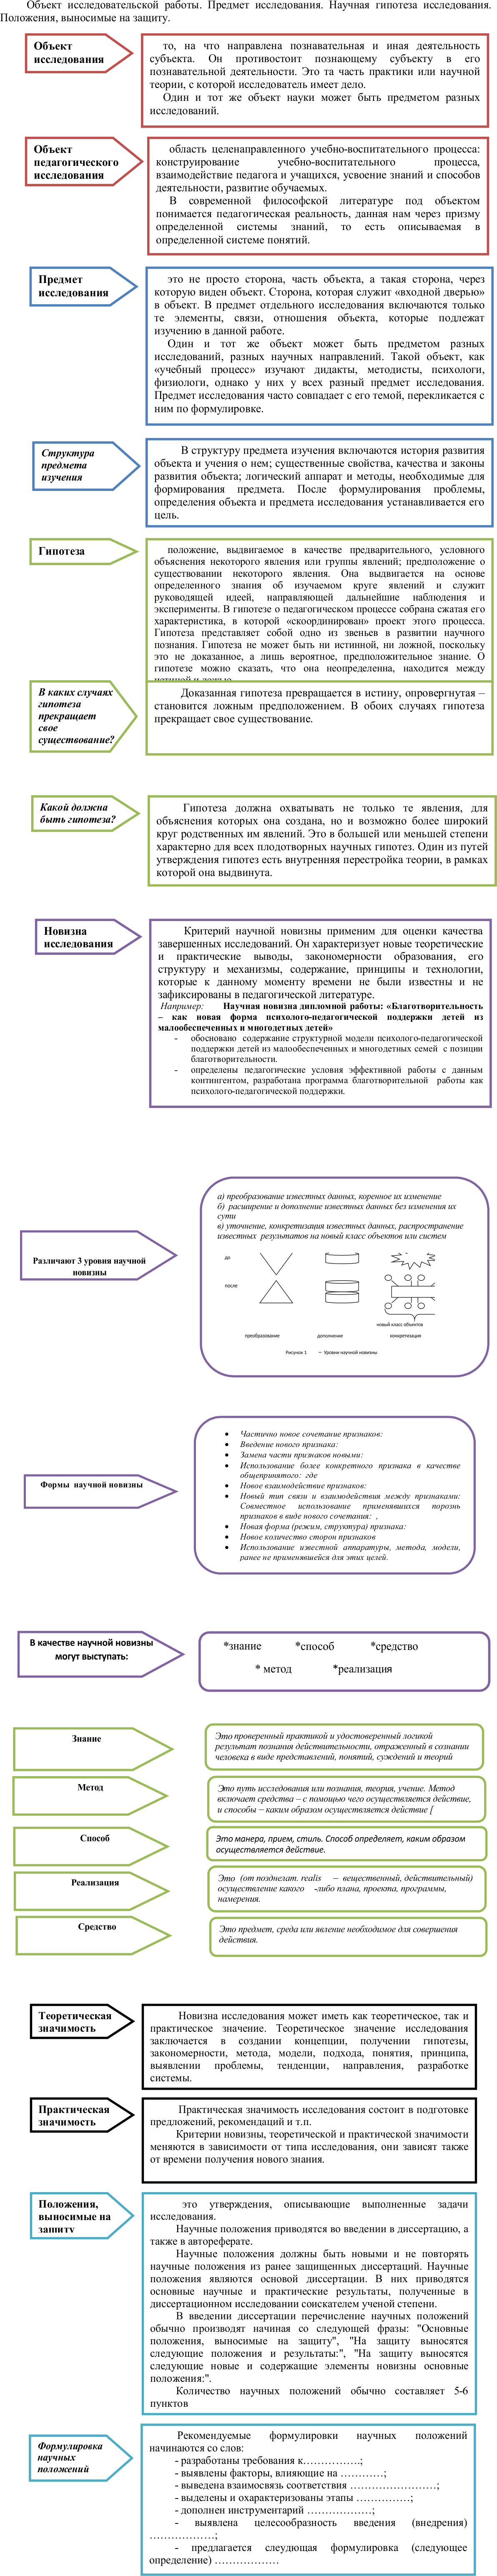 Объект исследовательской работы. Предмет исследования. Научная гипотеза исследования.
Положения, выносимые на защиту.
Объект
исследования
то, на что направлена познавательная и иная деятельность
субъекта. Он противостоит познающему субъекту в его
познавательной деятельности. Это та часть практики или научной
теории, с которой исследователь имеет дело.
Один и тот же объект науки может быть предметом разных
исследований.
Объект
педагогического
исследования
область целенаправленного учебно-воспитательного процесса:
конструирование учебно-воспитательного процесса,
взаимодействие педагога и учащихся, усвоение знаний и способов
деятельности, развитие обучаемых.
В современной философской литературе под объектом
понимается педагогическая реальность, данная нам через призму
определенной системы знаний, то есть описываемая в
определенной системе понятий.
Предмет
исследования
это не просто сторона, часть объекта, а такая сторона, через
которую виден объект. Сторона, которая служит «входной дверью»
в объект. В предмет отдельного исследования включаются только
те элементы, связи, отношения объекта, которые подлежат
изучению в данной работе.
Один и тот же объект может быть предметом разных
исследований, разных научных направлений. Такой объект, как
«учебный процесс» изучают дидакты, методисты, психологи,
физиологи, однако у них у всех разный предмет исследования.
Предмет исследования часто совпадает с его темой, перекликается с
ним по формулировке.
Структура
предмета
изучения
В структуру предмета изучения включаются история развития
объекта и учения о нем; существенные свойства, качества и законы
развития объекта; логический аппарат и методы, необходимые для
формирования предмета. После формулирования проблемы,
определения объекта и предмета исследования устанавливается его
цель.
Гипотеза
положение, выдвигаемое в качестве предварительного, условного
объяснения некоторого явления или группы явлений; предположение о
существовании некоторого явления. Она выдвигается на основе
определенного знания об изучаемом круге явлений и служит
руководящей идеей, направляющей дальнейшие наблюдения и
эксперименты. В гипотезе о педагогическом процессе собрана сжатая его
характеристика, в которой «скоординирован» проект этого процесса.
Гипотеза представляет собой одно из звеньев в развитии научного
познания. Гипотеза не может быть ни истинной, ни ложной, поскольку
это не доказанное, а лишь вероятное, предположительное знание. О
гипотезе можно сказать, что она неопределенна, находится между
В каких случаях
гипотеза
прекращает
свое
существование?
Доказанная гипотеза превращается в истину, опровергнутая –
становится ложным предположением. В обоих случаях гипотеза
прекращает свое существование.
Какой должна
быть гипотеза?
Гипотеза должна охватывать не только те явления, для
объяснения которых она создана, но и возможно более широкий
круг родственных им явлений. Это в большей или меньшей степени
характерно для всех плодотворных научных гипотез. Один из путей
утверждения гипотез есть внутренняя перестройка теории, в рамках
которой она выдвинута.
Новизна
исследования
Критерий научной новизны применим для оценки качества
завершенных исследований. Он характеризует новые теоретические
и практические выводы, закономерности образования, его
структуру и механизмы, содержание, принципы и технологии,
которые к данному моменту времени не были известны и не
зафиксированы в педагогической литературе.
Например: Научная новизна дипломной работы: «Благотворительность
– как новая форма психолого-педагогической поддержки детей из
малообеспеченных и многодетных детей»
- обосновано содержание структурной модели психолого-педагогической
поддержки детей из малообеспеченных и многодетных семей с позиции
благотворительности.
- определены педагогические условия эффективной работы с данным
контингентом, разработана программа благотворительной работы как
психолого-педагогической поддержки.
Различают 3 уровня научной
новизны
а) преобразование известных данных, коренное их изменение
б) расширение и дополнение известных данных без изменения их
сути
в) уточнение, конкретизация известных данных, распространение
известных результатов на новый класс объектов или систем
до
после
новый класс объектов
преобразование дополнение конкретизация
Рисунок 1 – Уровни научной новизны
Формы научной новизны
• Частично новое сочетание признаков:
• Введение нового признака:
• Замена части признаков новыми:
• Использование более конкретного признака в качестве
общепринятого: где
• Новое взаимодействие признаков:
• Новый тип связи и взаимодействия между признаками:
Совместное использование применявшихся порознь
признаков в виде нового сочетания: ,
• Новая форма (режим, структура) признака:
• Новое количество сторон признаков
• Использование известной аппаратуры, метода, модели,
ранее не применявшейся для этих целей.
В качестве научной новизны
могут выступать:
*знание *способ *средство
* метод *реализация
Знание
Это проверенный практикой и удостоверенный логикой
результат познания действительности, отраженный в сознании
человека в виде представлений, понятий, суждений и теорий
Метод
Это путь исследования или познания, теория, учение. Метод
включает средства – с помощью чего осуществляется действие,
и способы – каким образом осуществляется действие [
Способ
Это манера, прием, стиль. Способ определяет, каким образом
осуществляется действие.
Реализация
Это (от позднелат. realis – вещественный, действительный)
осуществление какого -либо плана, проекта, программы,
намерения.
Средство
Это предмет, среда или явление необходимое для совершения
действия.
Теоретическая
значимость
Новизна исследования может иметь как теоретическое, так и
практическое значение. Теоретическое значение исследования
заключается в создании концепции, получении гипотезы,
закономерности, метода, модели, подхода, понятия, принципа,
выявлении проблемы, тенденции, направления, разработке
системы.
Практическая
значимость
Практическая значимость исследования состоит в подготовке
предложений, рекомендаций и т.п.
Критерии новизны, теоретической и практической значимости
меняются в зависимости от типа исследования, они зависят также
от времени получения нового знания.
Положения,
выносимые на
защиту
это утверждения, описывающие выполненные задачи
исследования.
Научные положения приводятся во введении в диссертацию, а
также в автореферате.
Научные положения должны быть новыми и не повторять
научные положения из ранее защищенных диссертаций. Научные
положения являются основой диссертации. В них приводятся
основные научные и практические результаты, полученные в
диссертационном исследовании соискателем ученой степени.
В введении диссертации перечисление научных положений
обычно производят начиная со следующей фразы: "Основные
положения, выносимые на защиту", "На защиту выносятся
следующие положения и результаты:", "На защиту выносятся
следующие новые и содержащие элементы новизны основные
положения:".
Количество научных положений обычно составляет 5-6
пунктов
Формулировка
научных
положений
Рекомендуемые формулировки научных положений
начинаются со слов:
- разработаны требования к…………….;
- выявлены факторы, влияющие на …………;
- выведена взаимосвязь соответствия ……………………;
- выделены и охарактеризованы этапы ……………;
- дополнен инструментарий ………………;
- выявлена целесообразность введения (внедрения)
………………;
- предлагается слеудющая формулировка (следующее
определение) ………………